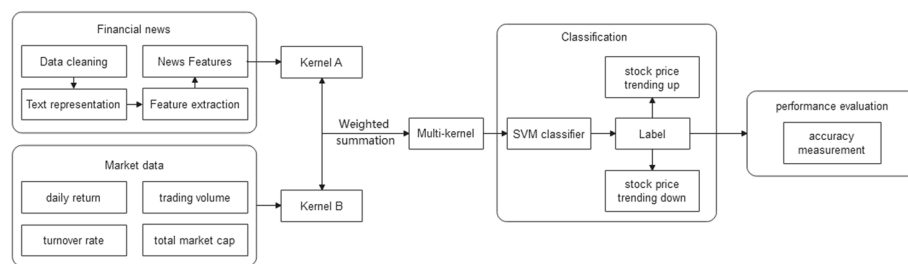 Financial news
Data cleaning
News Features
Text representation
Feature extraction
Kernel A
Market data
daily return
trading volume
turnover rate
total market cap
Kernel B
Weighted
summation
Multi-kernel
Classification
stock price
trending up
SVM classifier
Label
stock price
trending down
performance evaluation
accuracy
measurement